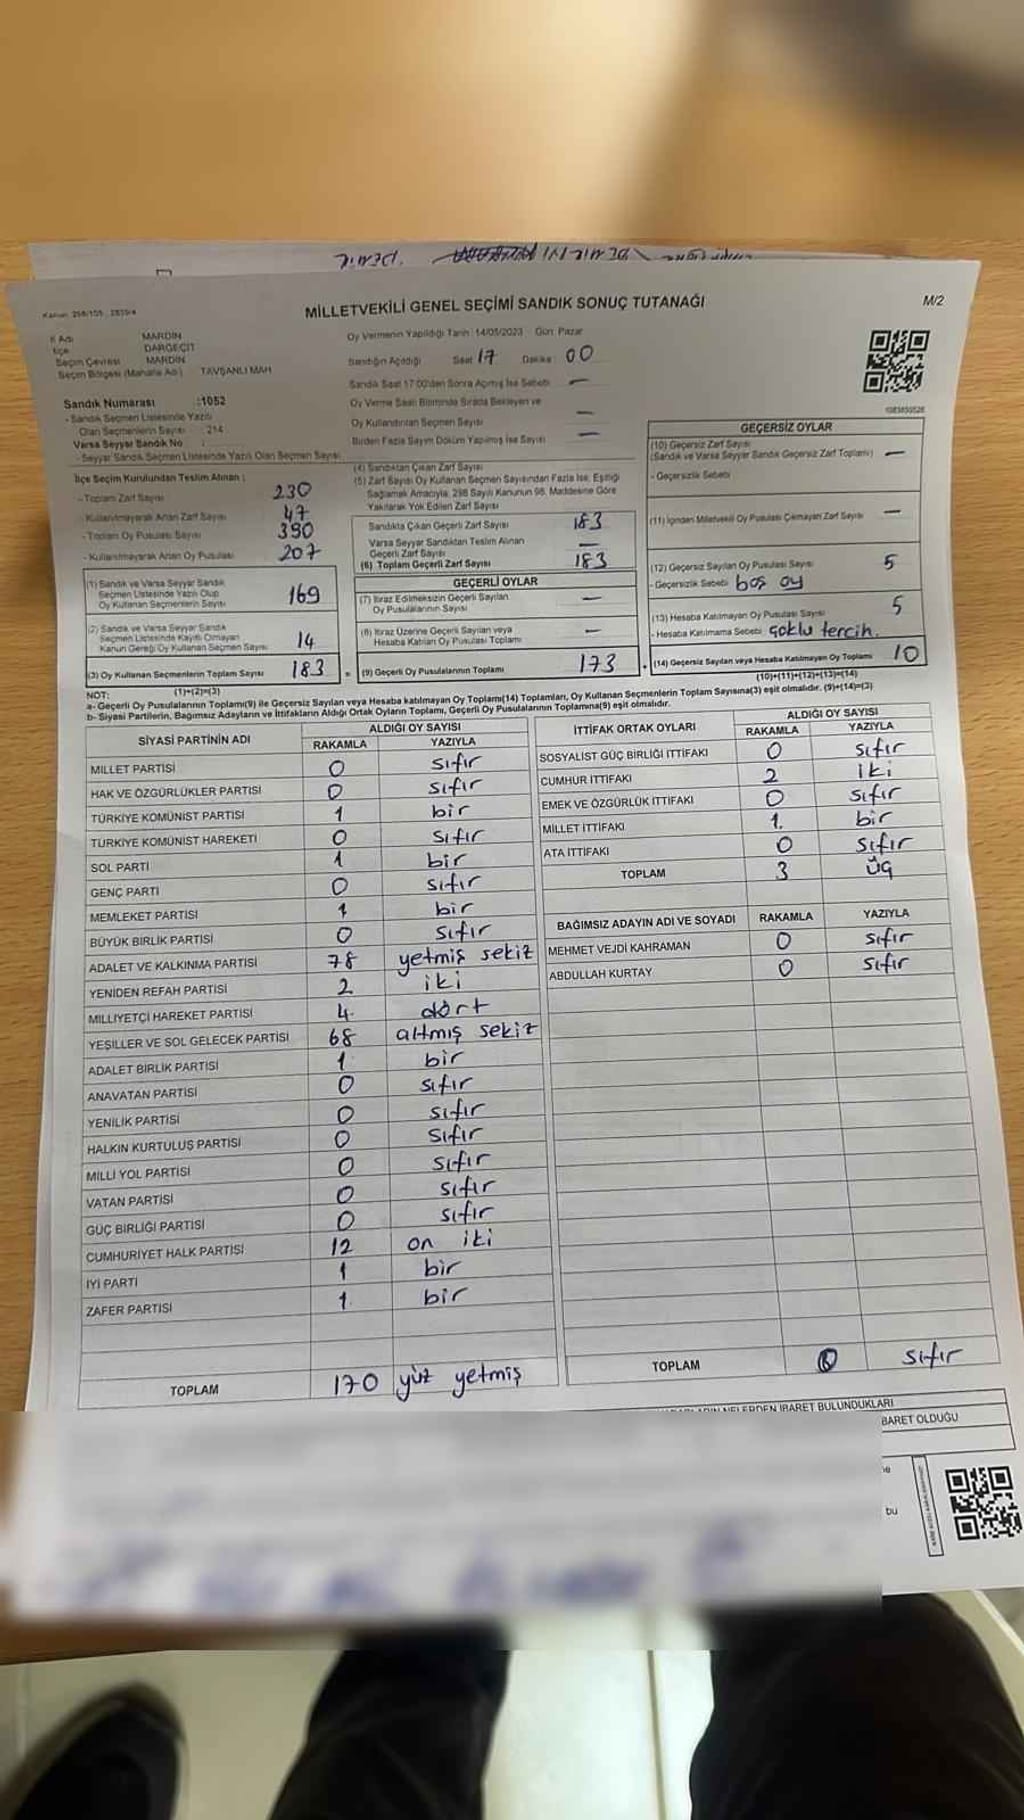 MİLLETVEKİLİ GENEL SEÇİMİ SANDIK SONUÇ TUTANAĞI
M/2
İl Adı MARDİN
İlçe DARGEÇİT
Seçim Çevresi MARDİN
Seçim Bölgesi (Mahalle Adı) TAVŞANLI MAH
Sandık Numarası :1052
- Sandık Seçmen Listesinde Yazılı
Olan Seçmenlerin Sayısı : 214
Varsa Seyyar Sandık No :
- Seyyar Sandık Seçmen Listesinde Yazılı Olan Seçmen Sayısı
Oy Vermenin Yapıldığı Tarih: 14/05/2023 Gün: Pazar
Sandığın Açıldığı Saat 17 Dakika: 00
Sandık Saat 17:00'den Sonra Açılmış İse Sebebi —
Oy Verme Saati Bitiminde Sırada Bekleyen ve
Oy Kullandırılan Seçmen Sayısı —
Birden Fazla Sayım Döküm Yapılmış İse Sayısı —
İlçe Seçim Kurulundan Teslim Alınan :
- Toplam Zarf Sayısı 230
- Kullanılmayarak Artan Zarf Sayısı 47
- Toplam Oy Pusulası Sayısı 390
- Kullanılmayarak Artan Oy Pusulası 207
(1) Sandık ve Varsa Seyyar Sandık
Seçmen Listesinde Yazılı Olup
Oy Kullanan Seçmenlerin Sayısı 169
(2) Sandık ve Varsa Seyyar Sandık
Seçmen Listesinde Kayıtlı Olmayan
Kanun Gereği Oy Kullanan Seçmen Sayısı 14
(3) Oy Kullanan Seçmenlerin Toplam Sayısı 183
(1)+(2)=(3)
(4) Sandıktan Çıkan Zarf Sayısı
(5) Zarf Sayısı Oy Kullanan Seçmen Sayısından Fazla İse, Eşitliği
Sağlamak Amacıyla, 298 Sayılı Kanunun 98. Maddesine Göre
Yakılarak Yok Edilen Zarf Sayısı
Sandıkta Çıkan Geçerli Zarf Sayısı 183
Varsa Seyyar Sandıktan Teslim Alınan
Geçerli Zarf Sayısı —
(6) Toplam Geçerli Zarf Sayısı 183
GEÇERLİ OYLAR
(7) İtiraz Edilmeksizin Geçerli Sayılan
Oy Pusulalarının Sayısı —
(8) İtiraz Üzerine Geçerli Sayılan veya
Hesaba Katılan Oy Pusulası Toplamı —
= (9) Geçerli Oy Pusulalarının Toplamı 173
GEÇERSİZ OYLAR
(10) Geçersiz Zarf Sayısı
(Sandık ve Varsa Seyyar Sandık Geçersiz Zarf Toplamı) —
- Geçersizlik Sebebi
(11) İçinden Milletvekili Oy Pusulası Çıkmayan Zarf Sayısı —
(12) Geçersiz Sayılan Oy Pusulası Sayısı 5
- Geçersizlik Sebebi boş oy
(13) Hesaba Katılmayan Oy Pusulası Sayısı 5
- Hesaba Katılmama Sebebi çoklu tercih.
+ (14) Geçersiz Sayılan veya Hesaba Katılmayan Oy Toplamı 10
(10)+(11)+(12)+(13)=(14)
NOT:
a- Geçerli Oy Pusulalarının Toplamı(9) ile Geçersiz Sayılan veya Hesaba katılmayan Oy Toplamı(14) Toplamları, Oy Kullanan Seçmenlerin Toplam Sayısına(3) eşit olmalıdır. (9)+(14)=(3)
b- Siyasi Partilerin, Bağımsız Adayların ve İttifakların Aldığı Ortak Oyların Toplamı, Geçerli Oy Pusulalarının Toplamına(9) eşit olmalıdır.
SİYASİ PARTİNİN ADI ALDIĞI OY SAYISI
RAKAMLA YAZIYLA
MİLLET PARTİSİ 0 sıfır
HAK VE ÖZGÜRLÜKLER PARTİSİ 0 sıfır
TÜRKİYE KOMÜNİST PARTİSİ 1 bir
TÜRKİYE KOMÜNİST HAREKETİ 0 sıfır
SOL PARTİ 1 bir
GENÇ PARTİ 0 sıfır
MEMLEKET PARTİSİ 1 bir
BÜYÜK BİRLİK PARTİSİ 0 sıfır
ADALET VE KALKINMA PARTİSİ 78 yetmiş sekiz
YENİDEN REFAH PARTİSİ 2 iki
MİLLİYETÇİ HAREKET PARTİSİ 4 dört
YEŞİLLER VE SOL GELECEK PARTİSİ 68 altmış sekiz
ADALET BİRLİK PARTİSİ 1 bir
ANAVATAN PARTİSİ 0 sıfır
YENİLİK PARTİSİ 0 sıfır
HALKIN KURTULUŞ PARTİSİ 0 sıfır
MİLLİ YOL PARTİSİ 0 sıfır
VATAN PARTİSİ 0 sıfır
GÜÇ BİRLİĞİ PARTİSİ 0 sıfır
CUMHURİYET HALK PARTİSİ 12 on iki
İYİ PARTİ 1 bir
ZAFER PARTİSİ 1 bir
TOPLAM 170 yüz yetmiş
İTTİFAK ORTAK OYLARI ALDIĞI OY SAYISI
RAKAMLA YAZIYLA
SOSYALİST GÜÇ BİRLİĞİ İTTİFAKI 0 sıfır
CUMHUR İTTİFAKI 2 iki
EMEK VE ÖZGÜRLÜK İTTİFAKI 0 sıfır
MİLLET İTTİFAKI 1. bir
ATA İTTİFAKI 0 sıfır
TOPLAM 3 üç
BAĞIMSIZ ADAYIN ADI VE SOYADI RAKAMLA YAZIYLA
MEHMET VEJDİ KAHRAMAN 0 sıfır
ABDULLAH KURTAY 0 sıfır
TOPLAM 0 sıfır
NELERDEN İBARET BULUNDUKLARI
BARET OLDUĞU
bu